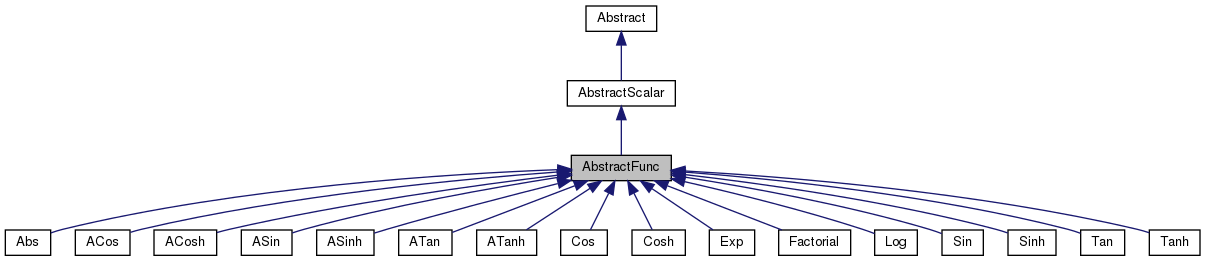 Abstract
AbstractScalar
AbstractFunc
Abs
ACos
ACosh
ASin
ASinh
ATan
ATanh
Cos
Cosh
Exp
Factorial
Log
Sin
Sinh
Tan
Tanh